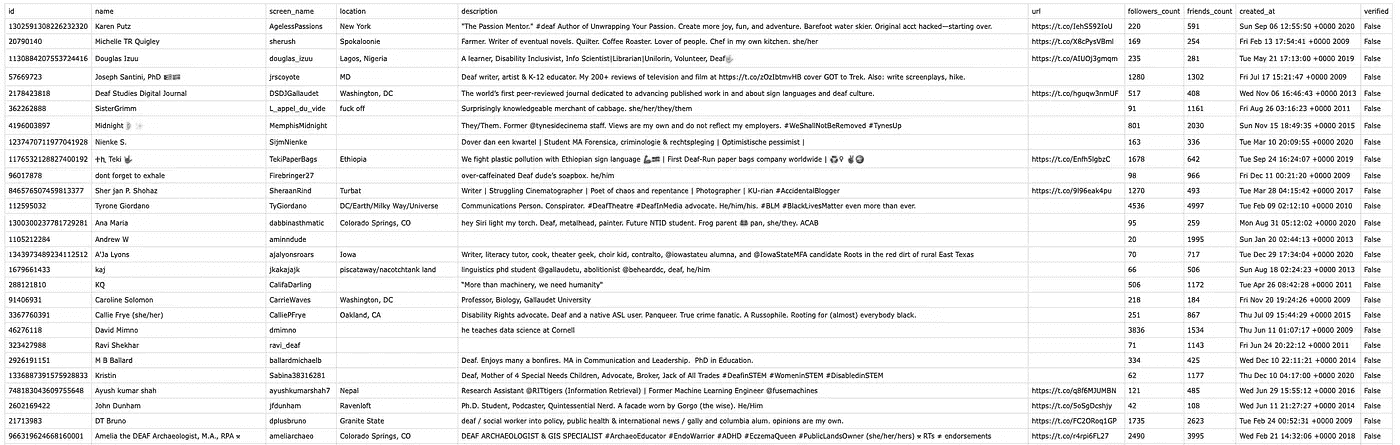 id name screen_name location description url followers_count friends_count created_at verified
1302591308226232320 Karen Putz AgelessPassions New York "The Passion Mentor." #deaf Author of Unwrapping Your Passion. Create more joy, fun, and adventure. Barefoot water skier. Original acct hacked—starting over. https://t.co/JehS592IoU 220 591 Sun Sep 06 12:55:50 +0000 2020 False
20790140 Michelle TR Quigley sherush Spokaloonie Farmer. Writer of eventual novels. Quilter. Coffee Roaster. Lover of people. Chef in my own kitchen. she/her https://t.co/X8cPysVBml 169 254 Fri Feb 13 17:54:41 +0000 2009 False
1130884207553724416 Douglas Izuu douglas_izuu Lagos, Nigeria A learner, Disability Inclusivist, Info Scientist|Librarian|Unilorin, Volunteer, Deaf🤟 https://t.co/AIUOJ3gmqm 235 281 Tue May 21 17:13:00 +0000 2019 False
57669723 Joseph Santini, PhD jrscoyote MD Deaf writer, artist & K-12 educator. My 200+ reviews of television and film at https://t.co/zOzIbtmvHB cover GOT to Trek. Also: write screenplays, hike. 1280 1302 Fri Jul 17 15:21:47 +0000 2009 False
2178423818 Deaf Studies Digital Journal DSDJGallaudet Washington, DC The world's first peer-reviewed journal dedicated to advancing published work in and about sign languages and deaf culture. https://t.co/hguqw3nmUF 517 408 Wed Nov 06 16:46:43 +0000 2013 False
362262888 SisterGrimm L_appel_du_vide fuck off Surprisingly knowledgeable merchant of cabbage. she/her/they/them 91 1161 Fri Aug 26 03:16:23 +0000 2011 False
4196003897 Midnight MemphisMidnight They/Them. Former @tynesidecinema staff. Views are my own and do not reflect my employers. #WeShallNotBeRemoved #TynesUp 801 2030 Sun Nov 15 18:49:35 +0000 2015 False
1237470711977041928 Nienke S. SijmNienke Dover dan een kwartel | Student MA Forensica, criminologie & rechtspleging | Optimistische pessimist | 163 336 Tue Mar 10 20:09:55 +0000 2020 False
1176532128827400192 Teki 🤟 TekiPaperBags Ethiopia We fight plastic pollution with Ethiopian sign language | First Deaf-Run paper bags company worldwide | https://t.co/Enfh5lgbzC 1678 642 Tue Sep 24 16:24:07 +0000 2019 False
96017878 dont forget to exhale Firebringer27 over-caffeinated Deaf dude's soapbox. he/him 98 966 Fri Dec 11 00:21:20 +0000 2009 False
846576507459813377 Sher jan P. Shohaz SheraanRind Turbat Writer | Struggling Cinematographer | Poet of chaos and repentance | Photographer | KU-rian #AccidentalBlogger https://t.co/9l96eak4pu 1270 493 Tue Mar 28 04:15:42 +0000 2017 False
112595032 Tyrone Giordano TyGiordano DC/Earth/Milky Way/Universe Communications Person. Conspirator. #DeafTheatre #DeafInMedia advocate. He/him/his. #BLM #BlackLivesMatter even more than ever. 4536 4997 Tue Feb 09 02:12:10 +0000 2010 False
1300300237781729281 Ana Maria dabbinasthmatic Colorado Springs, CO hey Siri light my torch. Deaf, metalhead, painter. Future NTID student. Frog parent pan, she/they. ACAB 95 259 Mon Aug 31 05:12:02 +0000 2020 False
1105212284 Andrew W aminndude 20 1995 Sun Jan 20 02:44:13 +0000 2013 False
1343973489234112512 A'Ja Lyons ajalyonsroars Iowa Writer, literacy tutor, cook, theater geek, choir kid, contralto, @iowastateu alumna, and @IowaStateMFA candidate Roots in the red dirt of rural East Texas 70 717 Tue Dec 29 17:34:04 +0000 2020 False
1679661433 kaj jkakajajk piscataway/nacotchtank land linguistics phd student @gallaudetu, abolitionist @behearddc, deaf, he/him 66 506 Sun Aug 18 02:24:23 +0000 2013 False
288121810 KQ CalifaDarling "More than machinery, we need humanity" 506 1172 Tue Apr 26 08:42:28 +0000 2011 False
91406931 Caroline Solomon CarrieWaves Washington, DC Professor, Biology, Gallaudet University 218 184 Fri Nov 20 19:24:26 +0000 2009 False
3367760391 Callie Frye (she/her) CalliePFrye Oakland, CA Disability Rights advocate. Deaf and a native ASL user. Panqueer. True crime fanatic. A Russophile. Rooting for (almost) everybody black. 251 867 Thu Jul 09 15:44:29 +0000 2015 False
46276118 David Mimno dmimno he teaches data science at Cornell 3836 1534 Thu Jun 11 01:07:17 +0000 2009 False
323427988 Ravi Shekhar ravi_deaf 71 1143 Fri Jun 24 20:22:12 +0000 2011 False
2926191151 M B Ballard ballardmichaelb Deaf. Enjoys many a bonfires. MA in Communication and Leadership. PhD in Education. 334 425 Wed Dec 10 22:11:21 +0000 2014 False
1336887391575928833 Kristin Sabina38316281 Deaf, Mother of 4 Special Needs Children, Advocate, Broker, Jack of All Trades #DeafinSTEM #WomeninSTEM #DisabledinSTEM 62 1177 Thu Dec 10 04:17:00 +0000 2020 False
748183043609755648 Ayush kumar shah ayushkumarshah7 Nepal Research Assistant @RITtigers (Information Retrieval) | Former Machine Learning Engineer @fusemachines https://t.co/q8f6MJUMBN 121 485 Wed Jun 29 15:55:12 +0000 2016 False
2602169422 John Dunham jfdunham Ravenloft Ph.D. Student, Podcaster, Quintessential Nerd. A facade worn by Gorgo (the wise). He/Him https://t.co/5oSgDcshjy 42 108 Wed Jun 11 21:27:27 +0000 2014 False
21713983 DT Bruno dplusbruno Granite State deaf / social worker into policy, public health & international news / gally and columbia alum. opinions are my own. https://t.co/FC2ORoq1GP 1735 2623 Tue Feb 24 00:52:31 +0000 2009 False
966319624668160001 Amelia the DEAF Archaeologist, M.A., RPA ⚒ ameliarchaeo Colorado Springs, CO DEAF ARCHAEOLOGIST & GIS SPECIALIST #ArchaeoEducator #EndoWarrior #ADHD #EczemaQueen #PublicLandsOwner (she/her/hers) ⚒ RTs ≠ endorsements https://t.co/r4rpi6FL27 2490 3995 Wed Feb 21 14:32:06 +0000 2018 False